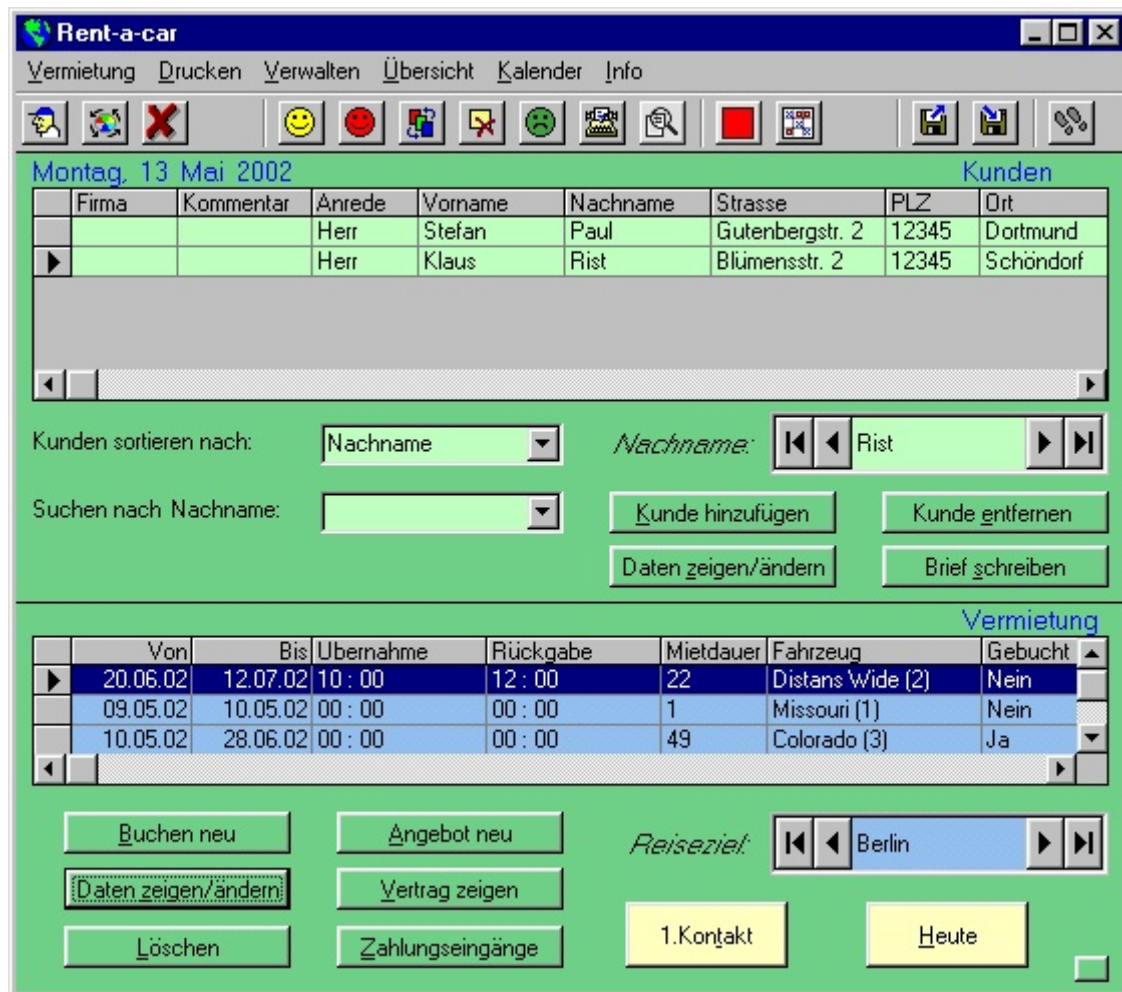 Rent-a-car
Vermietung Drucken Verwalten Übersicht Kalender Info
Montag, 13 Mai 2002 Kunden
Firma Kommentar Anrede Vorname Nachname Strasse PLZ Ort
Herr Stefan Paul Gutenbergstr. 2 12345 Dortmund
Herr Klaus Rist Blümensstr. 2 12345 Schöndorf
Kunden sortieren nach: Nachname Nachname: Rist
Suchen nach Nachname: Kunde hinzufügen Kunde entfernen
Daten zeigen/ändern Brief schreiben
Vermietung
Von Bis Übernahme Rückgabe Mietdauer Fahrzeug Gebucht
20.06.02 12.07.02 10 : 00 12 : 00 22 Distans Wide (2) Nein
09.05.02 10.05.02 00 : 00 00 : 00 1 Missouri (1) Nein
10.05.02 28.06.02 00 : 00 00 : 00 49 Colorado (3) Ja
Buchen neu Angebot neu Reiseziel: Berlin
Daten zeigen/ändern Vertrag zeigen
1.Kontakt Heute
Löschen Zahlungseingänge